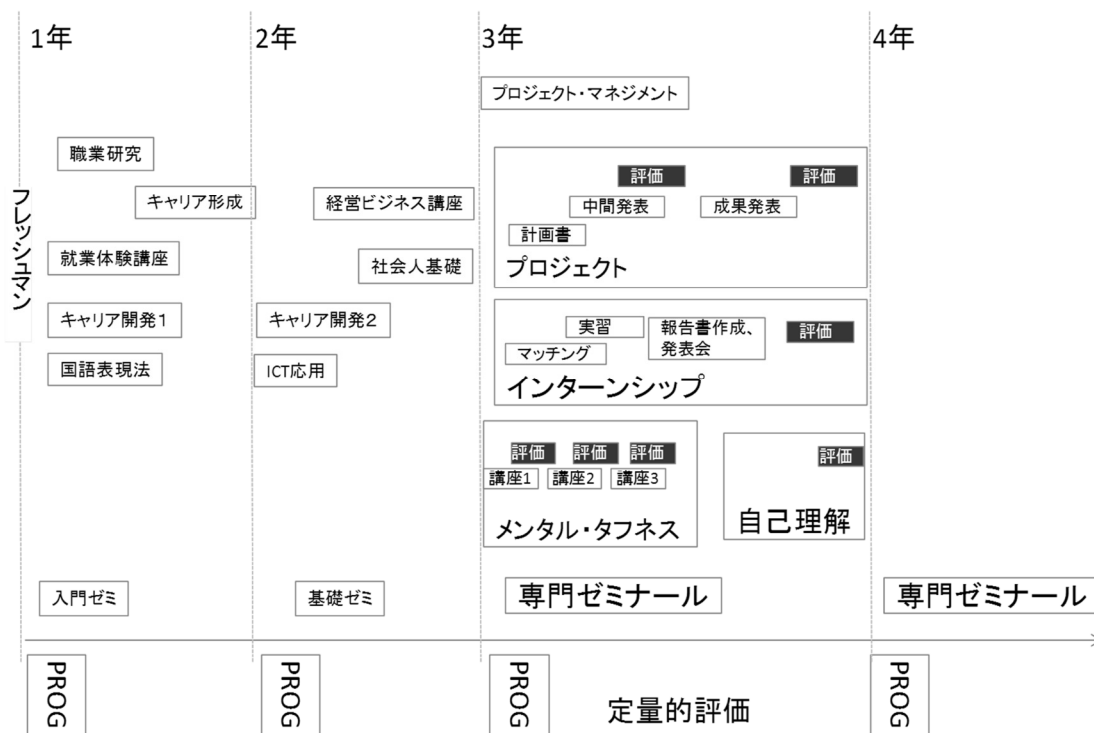 1年
2年
3年
4年
プロジェクト・マネジメント
職業研究
評価
評価
フレッシュマン
キャリア形成
経営ビジネス講座
中間発表
成果発表
計画書
就業体験講座
社会人基礎
プロジェクト
キャリア開発1
キャリア開発2
実習
報告書作成、
発表会
評価
マッチング
国語表現法
ICT応用
インターンシップ
評価
評価
評価
評価
講座1
講座2
講座3
メンタル・タフネス
自己理解
入門ゼミ
基礎ゼミ
専門ゼミナール
専門ゼミナール
PROG
PROG
PROG
定量的評価
PROG